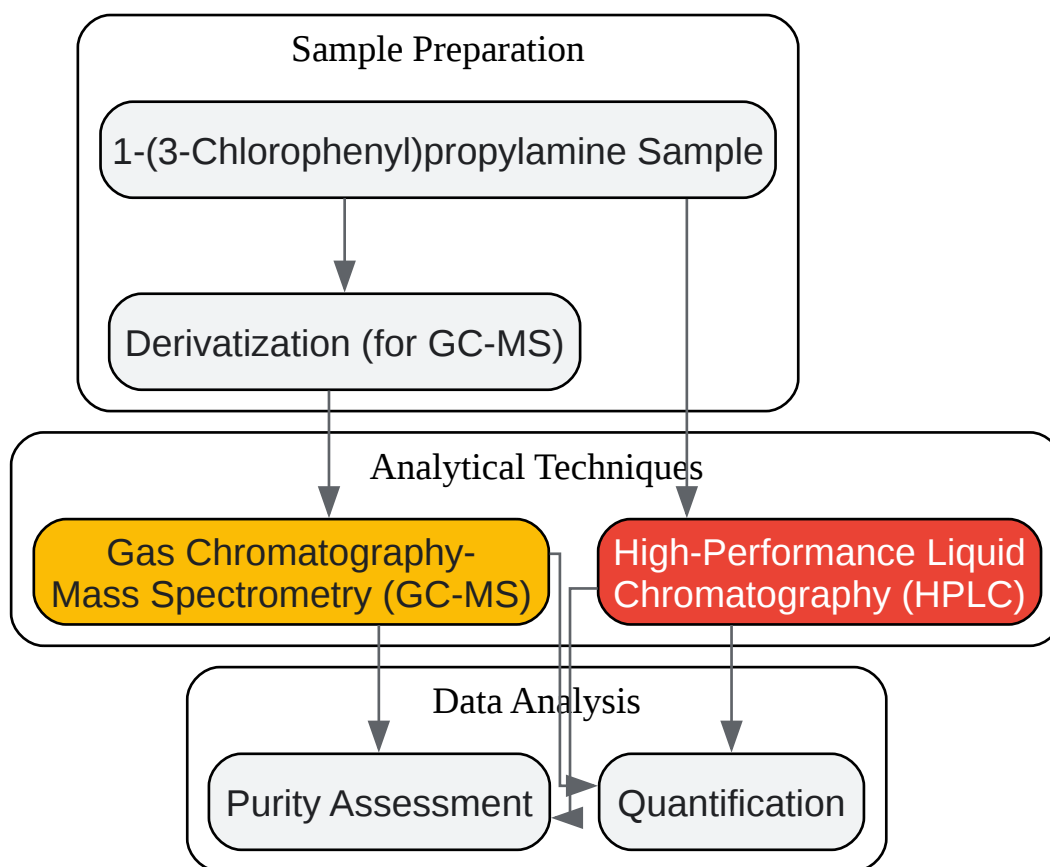 Sample Preparation
1-(3-Chlorophenyl)propylamine Sample
Derivatization (for GC-MS)
Analytical Techniques
Gas Chromatography-
Mass Spectrometry (GC-MS)
High-Performance Liquid
Chromatography (HPLC)
Data Analysis
Purity Assessment
Quantification